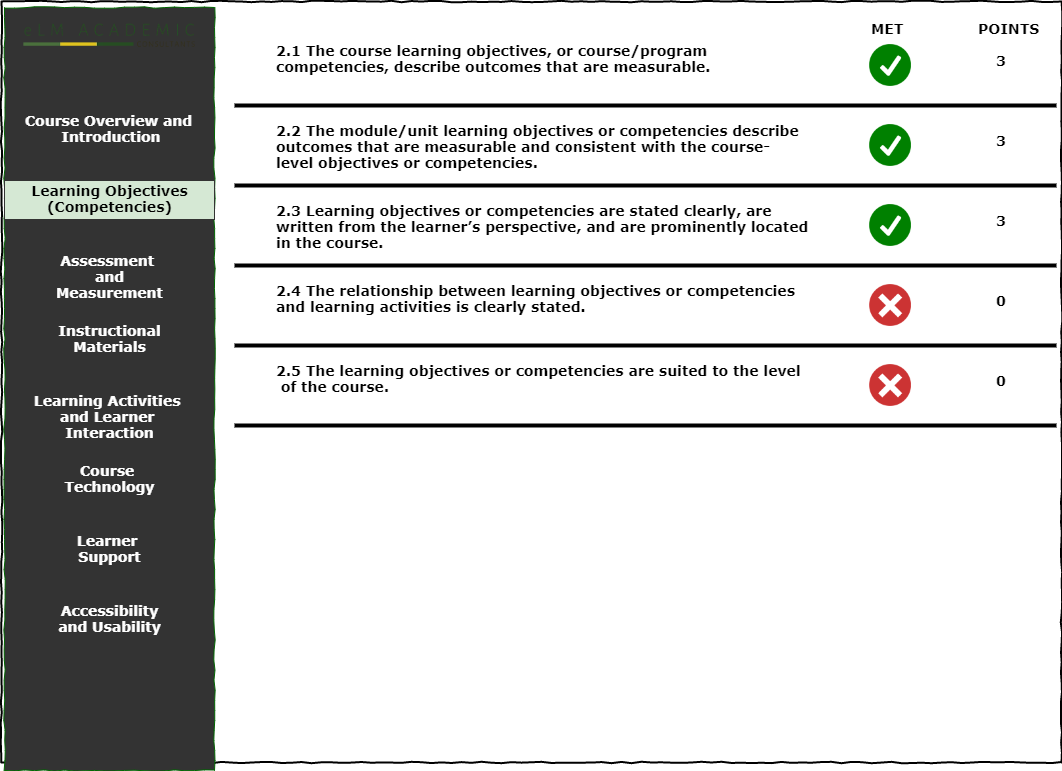 eLM ACADEMIC
Course Overview and
Introduction
Learning Objectives
(Competencies)
Assessment
and
Measurement
Instructional
Materials
Learning Activities
and Learner
Interaction
Course
Technology
Learner
Support
Accessibility
and Usability
MET POINTS
2.1 The course learning objectives, or course/program
competencies, describe outcomes that are measurable.
3
2.2 The module/unit learning objectives or competencies describe
outcomes that are measurable and consistent with the course-
level objectives or competencies.
3
2.3 Learning objectives or competencies are stated clearly, are
written from the learner’s perspective, and are prominently located
in the course.
3
2.4 The relationship between learning objectives or competencies
and learning activities is clearly stated.
0
2.5 The learning objectives or competencies are suited to the level
of the course.
0